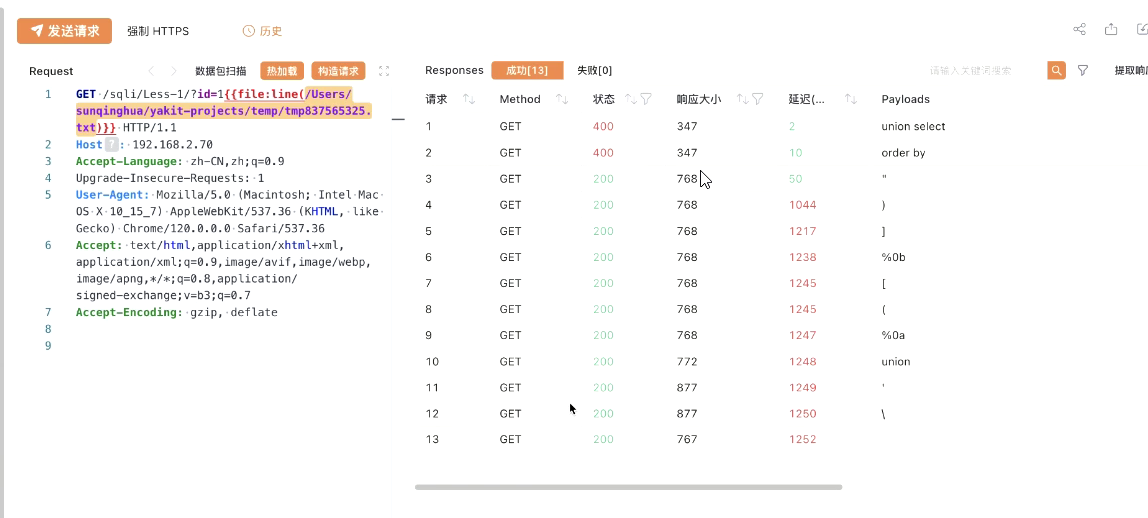 发送请求 强制 HTTPS 历史
Request 数据包扫描 热加载 构造请求
1 GET /sqli/Less-1/?id=1{{file:line(/Users/
sunqinghua/yakit-projects/temp/tmp837565325.
txt)}} HTTP/1.1
2 Host ? : 192.168.2.70
3 Accept-Language: zh-CN,zh;q=0.9
4 Upgrade-Insecure-Requests: 1
5 User-Agent: Mozilla/5.0 (Macintosh; Intel Mac
OS X 10_15_7) AppleWebKit/537.36 (KHTML, like
Gecko) Chrome/120.0.0.0 Safari/537.36
6 Accept: text/html,application/xhtml+xml,
application/xml;q=0.9,image/avif,image/webp,
image/apng,*/*;q=0.8,application/
signed-exchange;v=b3;q=0.7
7 Accept-Encoding: gzip, deflate
8
9
Responses 成功[13] 失败[0] 请输入关键词搜索 提取响
请求 Method 状态 响应大小 延迟(... Payloads
1 GET 400 347 2 union select
2 GET 400 347 10 order by
3 GET 200 768 50 "
4 GET 200 768 1044 )
5 GET 200 768 1217 ]
6 GET 200 768 1238 %0b
7 GET 200 768 1245 [
8 GET 200 768 1245 (
9 GET 200 768 1247 %0a
10 GET 200 772 1248 union
11 GET 200 877 1249 '
12 GET 200 877 1250 \
13 GET 200 767 1252